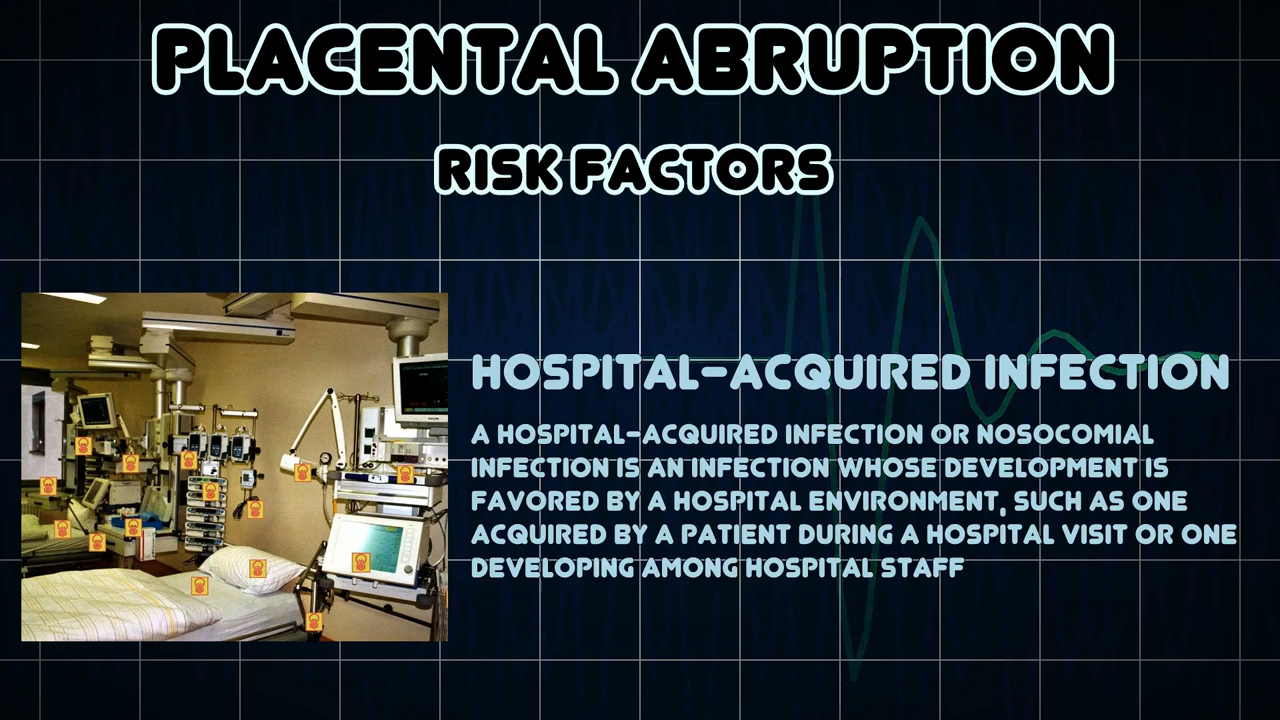 PLACENTAL ABRUPTION
RISK FACTORS
HOSPITAL-ACQUIRED INFECTION
A HOSPITAL-ACQUIRED INFECTION OR NOSOCOMIAL
INFECTION IS AN INFECTION WHOSE DEVELOPMENT IS
FAVORED BY A HOSPITAL ENVIRONMENT, SUCH AS ONE
ACQUIRED BY A PATIENT DURING A HOSPITAL VISIT OR ONE
DEVELOPING AMONG HOSPITAL STAFF